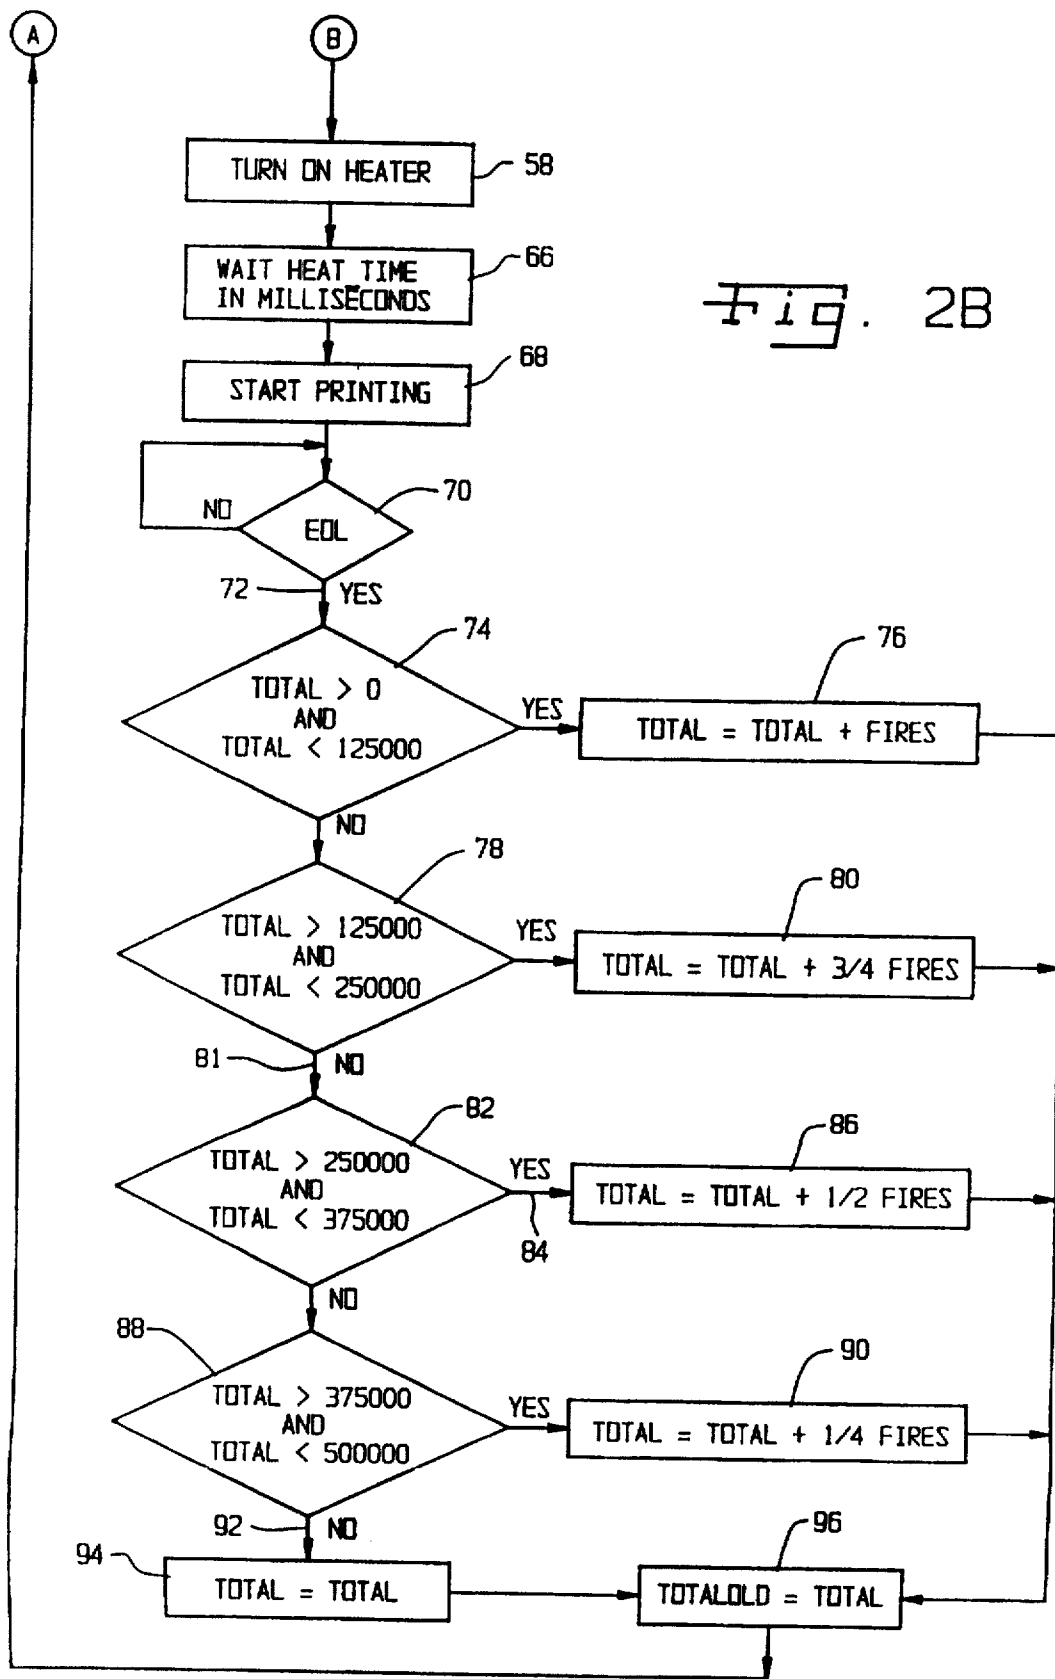 A
B
TURN ON HEATER
58
WAIT HEAT TIME
IN MILLISECONDS
66
Fig. 2B
START PRINTING
68
NO
EOL
70
72
YES
74
TOTAL > 0
AND
TOTAL < 125000
YES
76
TOTAL = TOTAL + FIRES
NO
78
TOTAL > 125000
AND
TOTAL < 250000
YES
80
TOTAL = TOTAL + 3/4 FIRES
81
NO
82
TOTAL > 250000
AND
TOTAL < 375000
YES
84
86
TOTAL = TOTAL + 1/2 FIRES
NO
88
TOTAL > 375000
AND
TOTAL < 500000
YES
90
TOTAL = TOTAL + 1/4 FIRES
92
NO
94
TOTAL = TOTAL
96
TOTALOLD = TOTAL